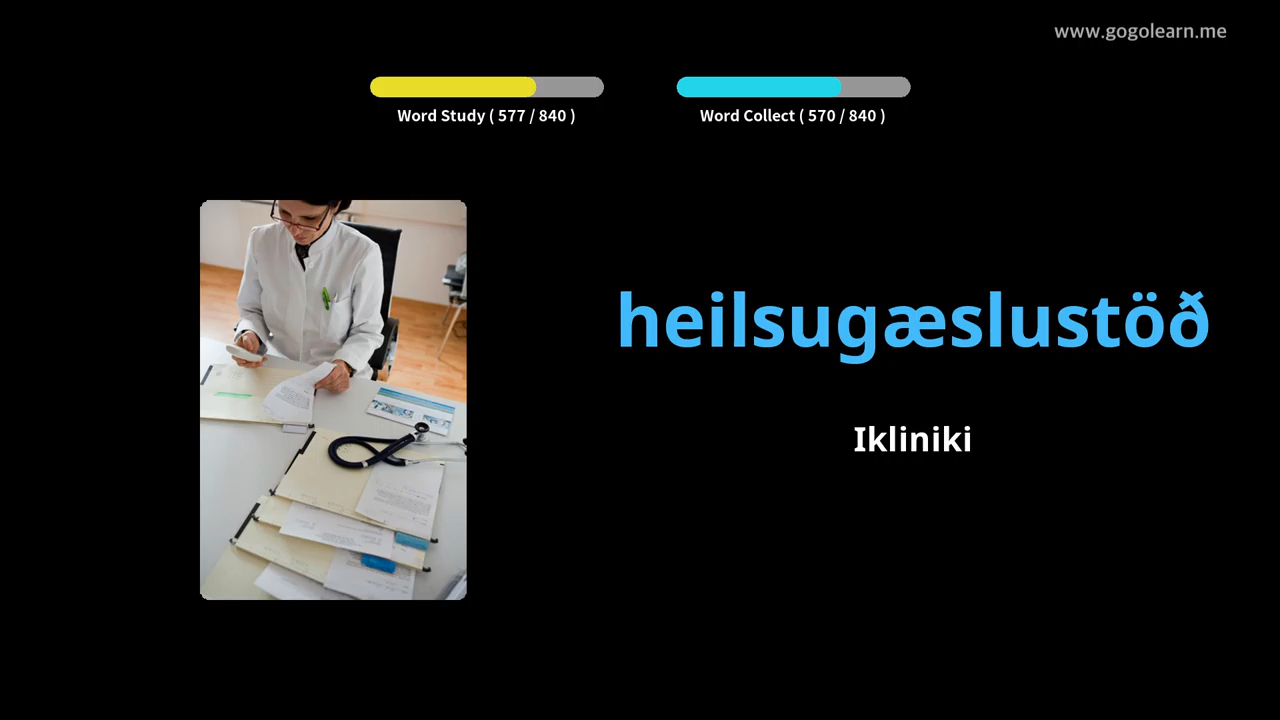 www.gogolearn.me
Word Study ( 577 / 840 )
Word Collect ( 570 / 840 )
heilsugæslustöð
Ikliniki